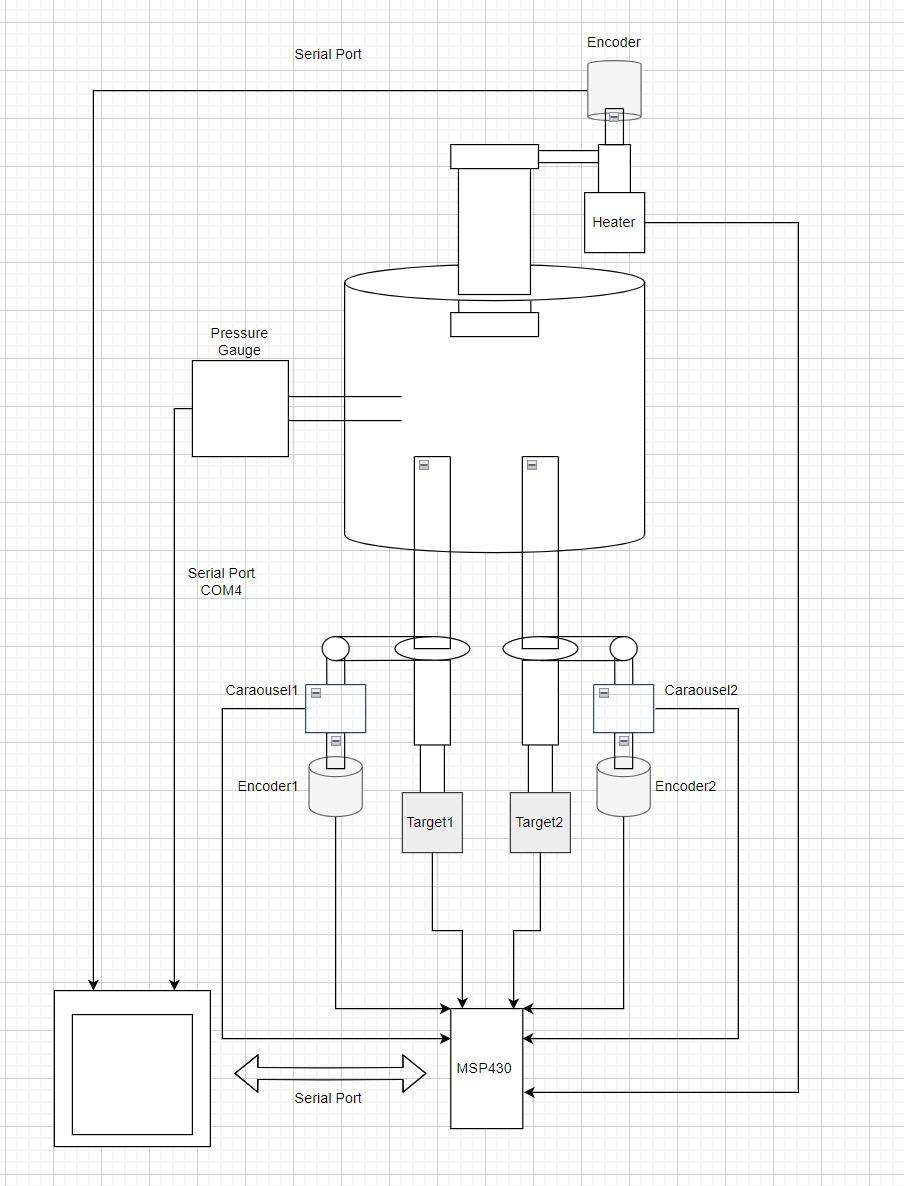 Encoder
Serial Port
Heater
Pressure
Gauge
Serial Port
COM4
Caraousel1
Caraousel2
Encoder1
Encoder2
Target1
Target2
MSP430
Serial Port